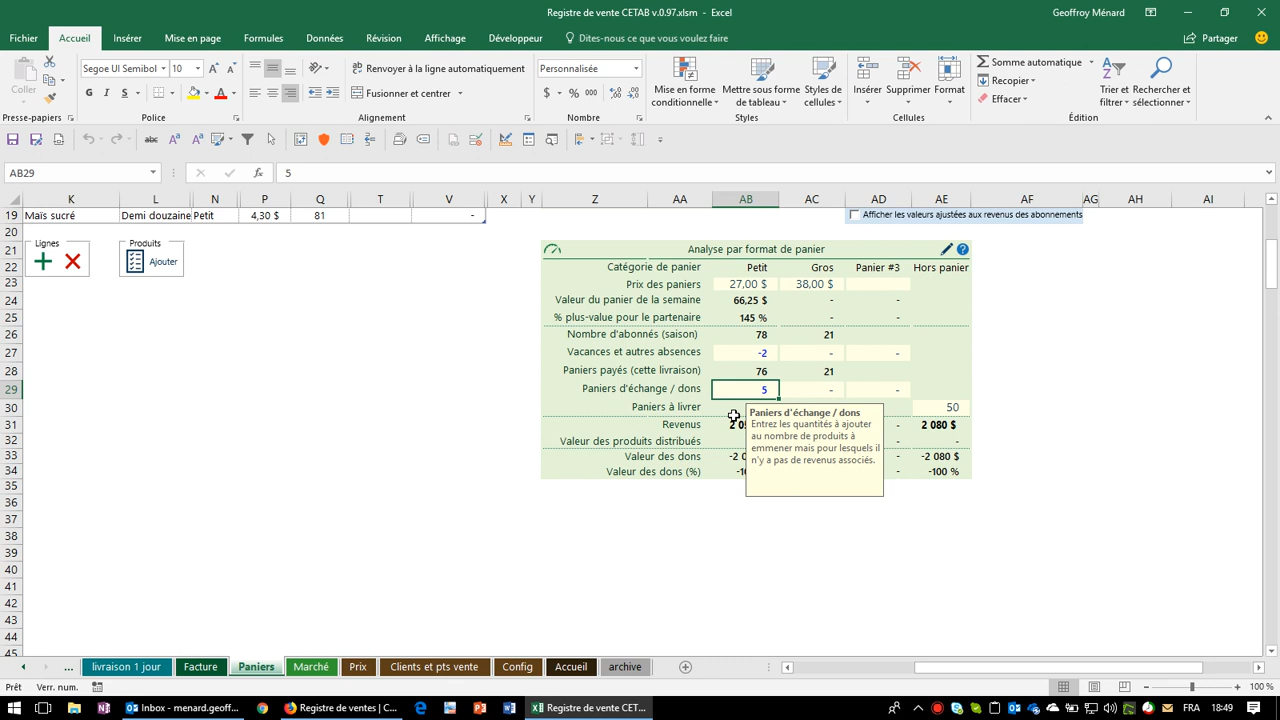 Registre de vente CETAB v.0.97.xlsm - Excel
Geoffroy Ménard
Fichier Accueil Insérer Mise en page Formules Données Révision Affichage Développeur Dites-nous ce que vous voulez faire Partager
Coller
Segoe UI Semibol 10
Renvoyer à la ligne automatiquement
Fusionner et centrer
Personnalisée
Mise en forme conditionnelle
Mettre sous forme de tableau
Styles de cellules
Insérer Supprimer Format
Somme automatique
Recopier
Effacer
Trier et filtrer
Rechercher et sélectionner
Presse-papiers Police Alignement Nombre Styles Cellules Édition
AB29 fx 5
K L N P Q T V X Y Z AA AB AC AD AE AF AG AH AI
19 Maïs sucré Demi douzaine Petit 4,30 $ 81 - Afficher les valeurs ajustées aux revenus des abonnements
20
Lignes Produits
Ajouter
21 Analyse par format de panier
22 Catégorie de panier Petit Gros Panier #3 Hors panier
23 Prix des paniers 27,00 $ 38,00 $
24 Valeur du panier de la semaine 66,25 $ - -
25 % plus-value pour le partenaire 145 % - -
26 Nombre d'abonnés (saison) 78 21
27 Vacances et autres absences -2 - -
28 Paniers payés (cette livraison) 76 21
29 Paniers d'échange / dons 5 - -
30 Paniers à livrer 50
31 Revenus - 2 080 $
32 Valeur des produits distribués - -
33 Valeur des dons - -2 080 $
34 Valeur des dons (%) - -100 %
Paniers d'échange / dons
Entrez les quantités à ajouter
au nombre de produits à
emmener mais pour lesquels il
n'y a pas de revenus associés.
35
36
37
38
39
40
41
42
43
44
45
... livraison 1 jour Facture Paniers Marché Prix Clients et pts vente Config Accueil archive
Prêt Verr. num. 100 %
Inbox - menard.geoff... Registre de ventes | C... Registre de vente CET... FR 18:49